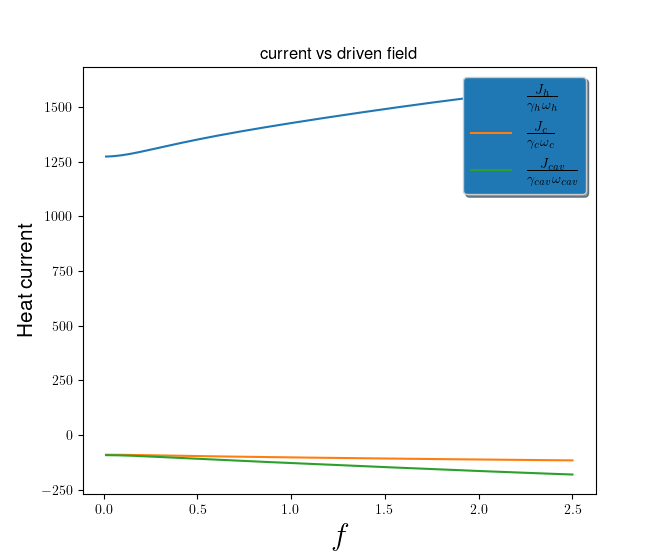 current vs driven field
1500
1250
1000
750
500
250
0
−250
Heat current
0.0 0.5 1.0 1.5 2.0 2.5
f
J_h / γ_h ω_h
J_c / γ_c ω_c
J_cav / γ_cav ω_cav